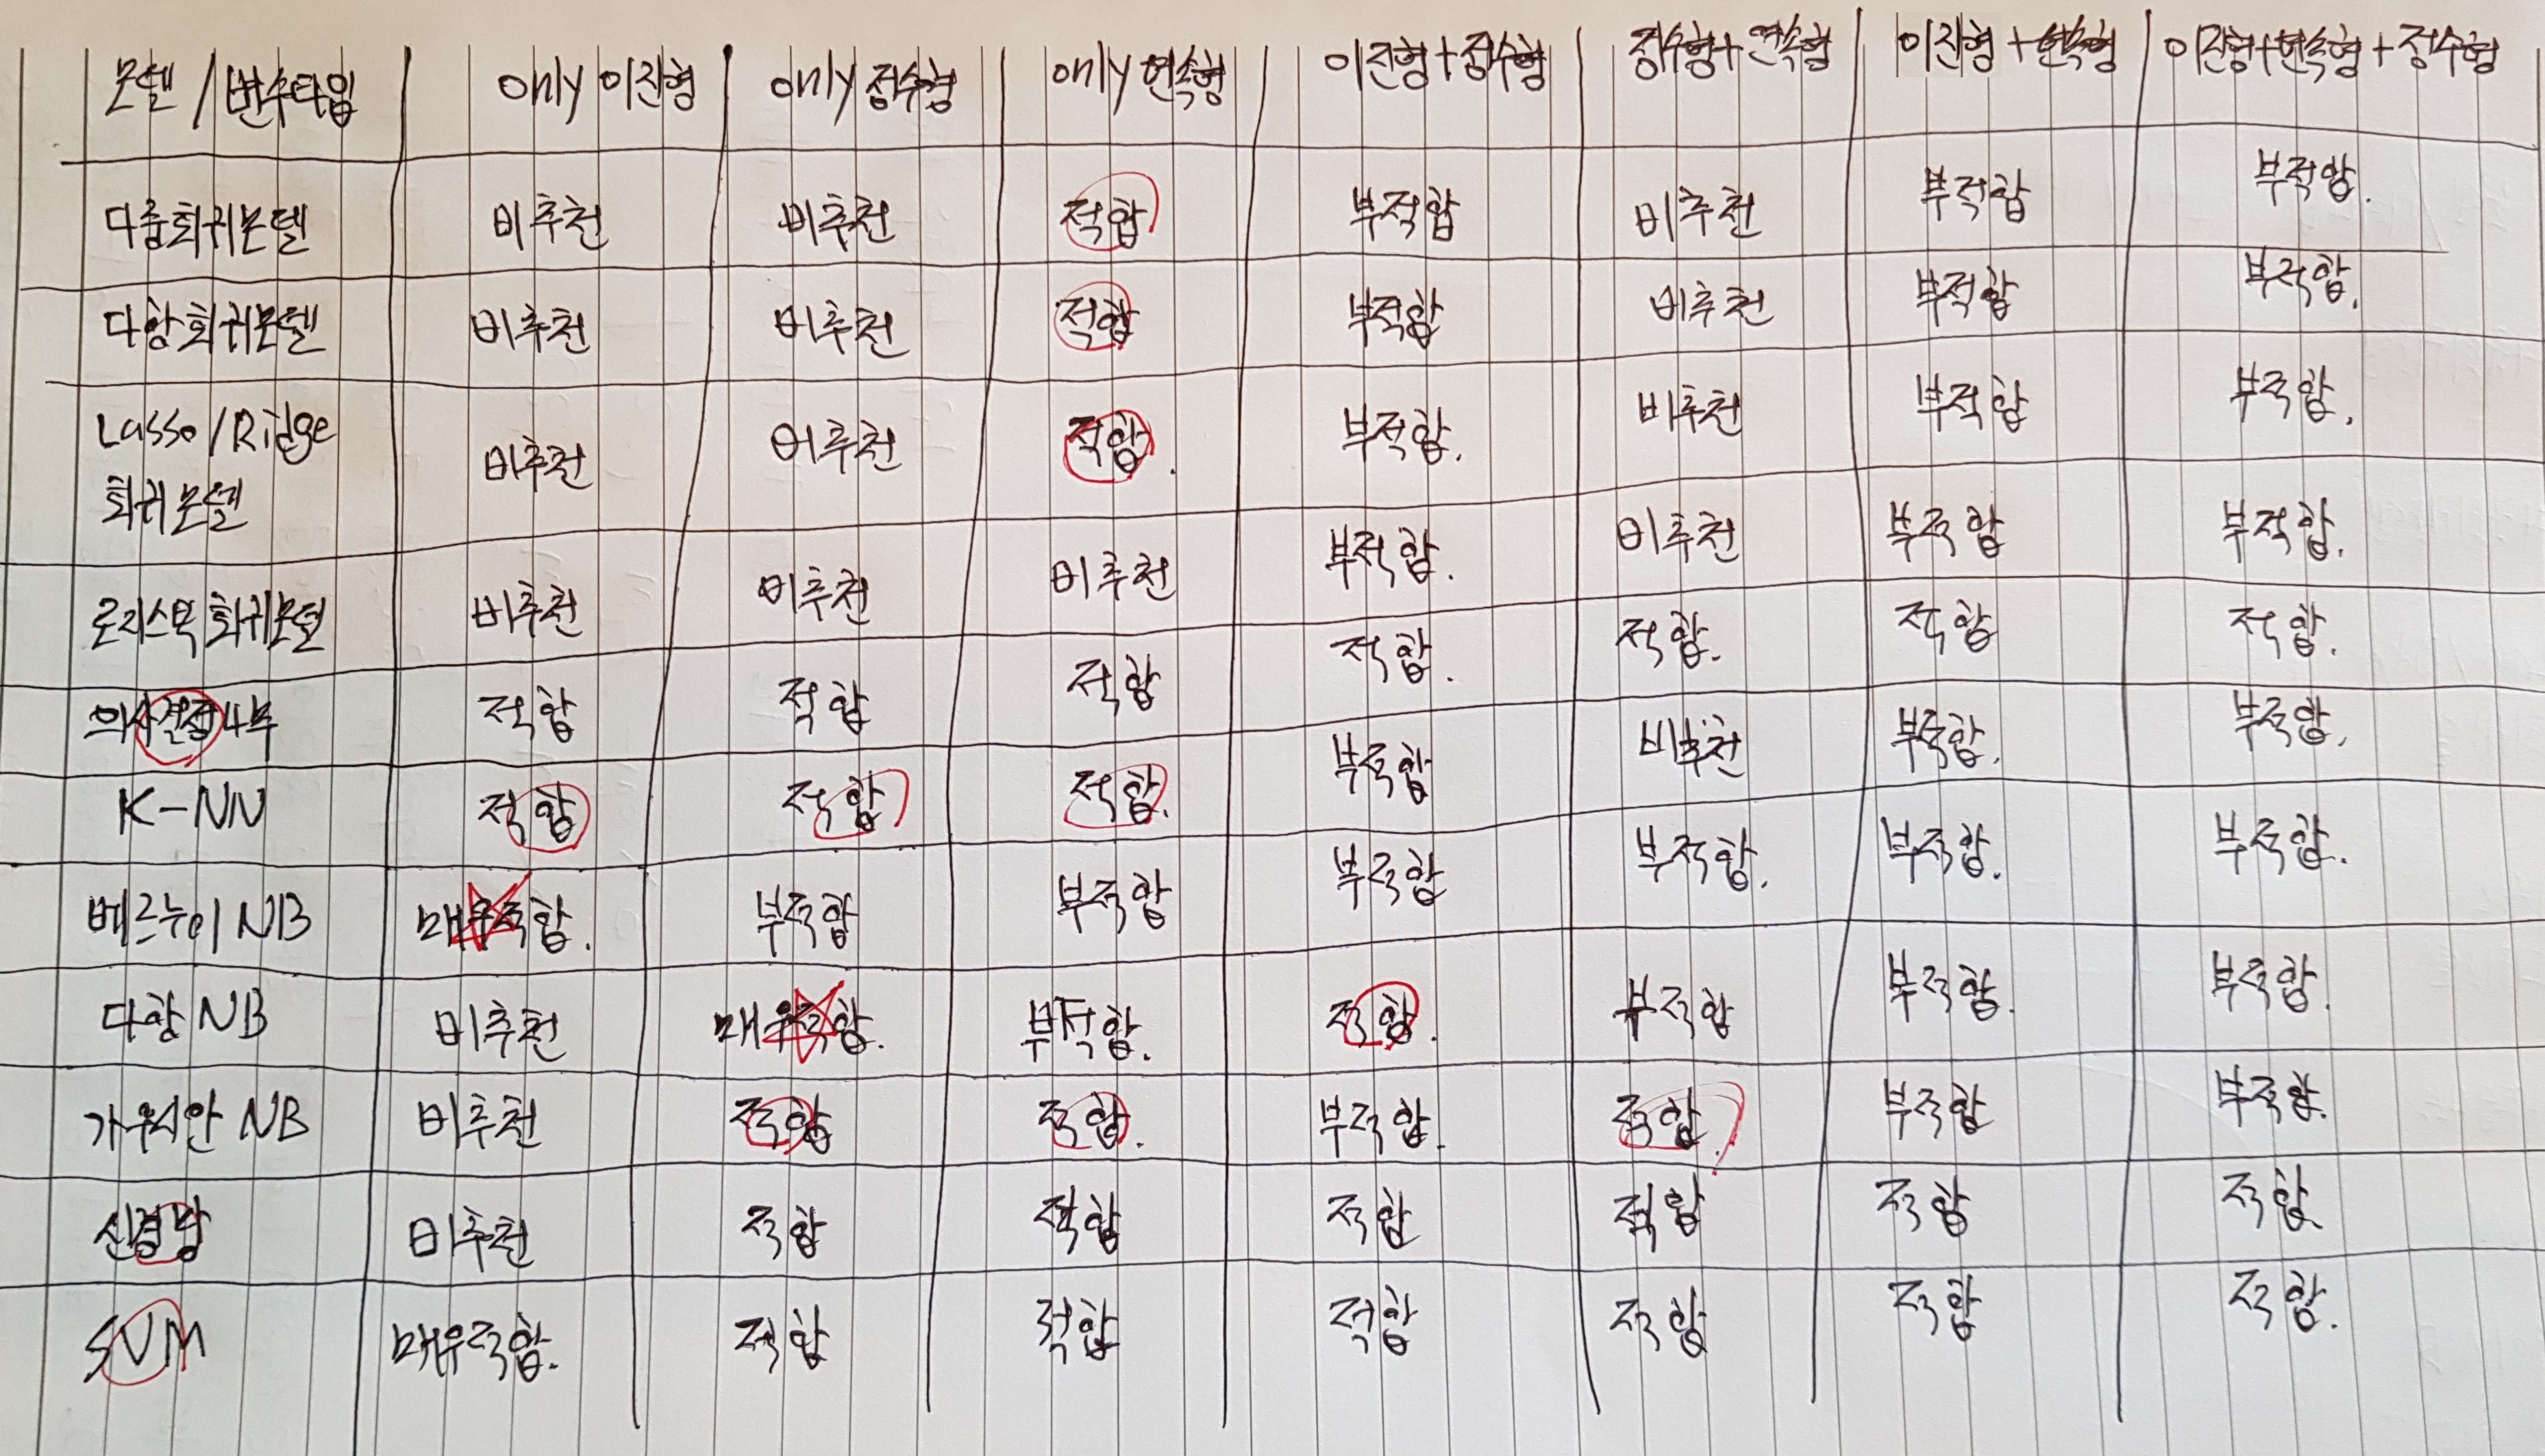 모델/변수타입 only 이진형 only 정수형 only 연속형 이진형+정수형 정수형+연속형 이진형+연속형 이진형+연속형+정수형
다중회귀모델 비추천 비추천 적합 부적합 비추천 부적합 부적합.
다항회귀모델 비추천 비추천 적합 부적합 비추천 부적합 부적합.
Lasso/Ridge
회귀모델 비추천 비추천 적합. 부적합. 비추천 부적합 부적합.
로지스틱회귀모델 비추천 비추천 비추천 부적합. 비추천 부적합 부적합.
의사결정나무 적합 적합 적합 적합. 적합. 적합 적합.
K-NN 적합 적합 적합. 부적합 비추천 부적합. 부적합.
베르누이 NB 매우적합. 부적합 부적합 부적합 부적합. 부적합. 부적합.
다항 NB 비추천 매우적합. 부적합. 적합. 부적합 부적합. 부적합.
가우시안 NB 비추천 적합 적합. 부적합. 적합. 부적합 부적합.
신경망 비추천 적합 적합 적합 적합 적합 적합.
SVM 매우적합. 적합 적합 적합 적합 적합 적합.